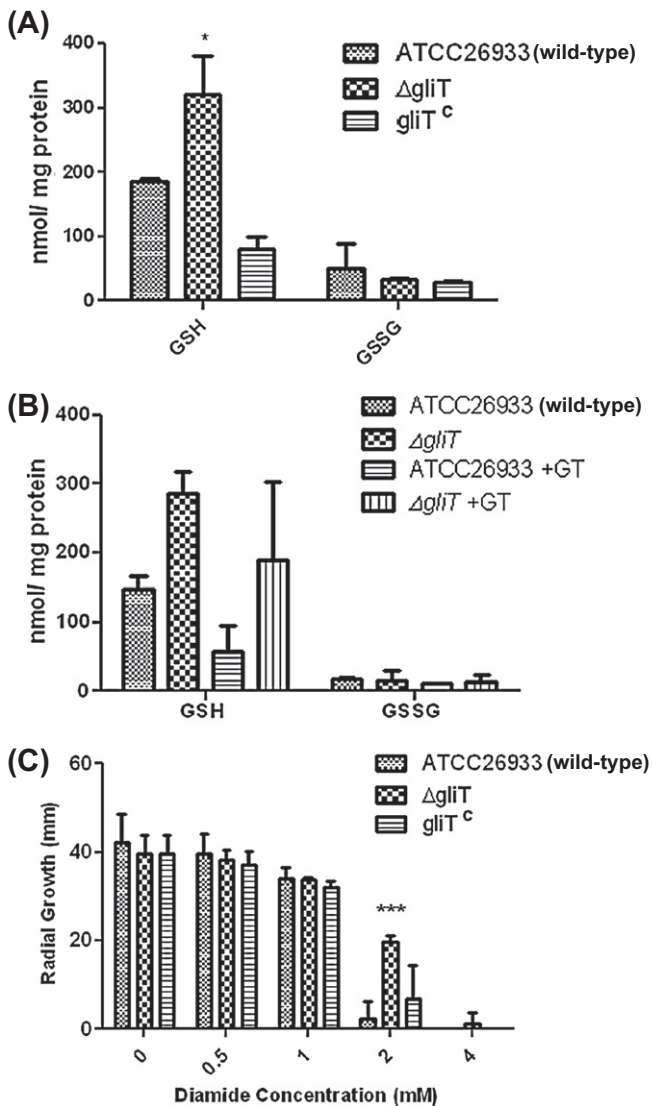 (A)
400
300
200
100
0
nmol/ mg protein
*
ATCC26933 (wild-type)
ΔgliT
gliT c
GSH
GSSG
(B)
400
300
200
100
0
nmol/ mg protein
ATCC26933 (wild-type)
ΔgliT
ATCC26933 +GT
ΔgliT +GT
GSH
GSSG
(C)
60
40
20
0
Radial Growth (mm)
ATCC26933 (wild-type)
ΔgliT
gliT c
***
0
0.5
1
2
4
Diamide Concentration (mM)